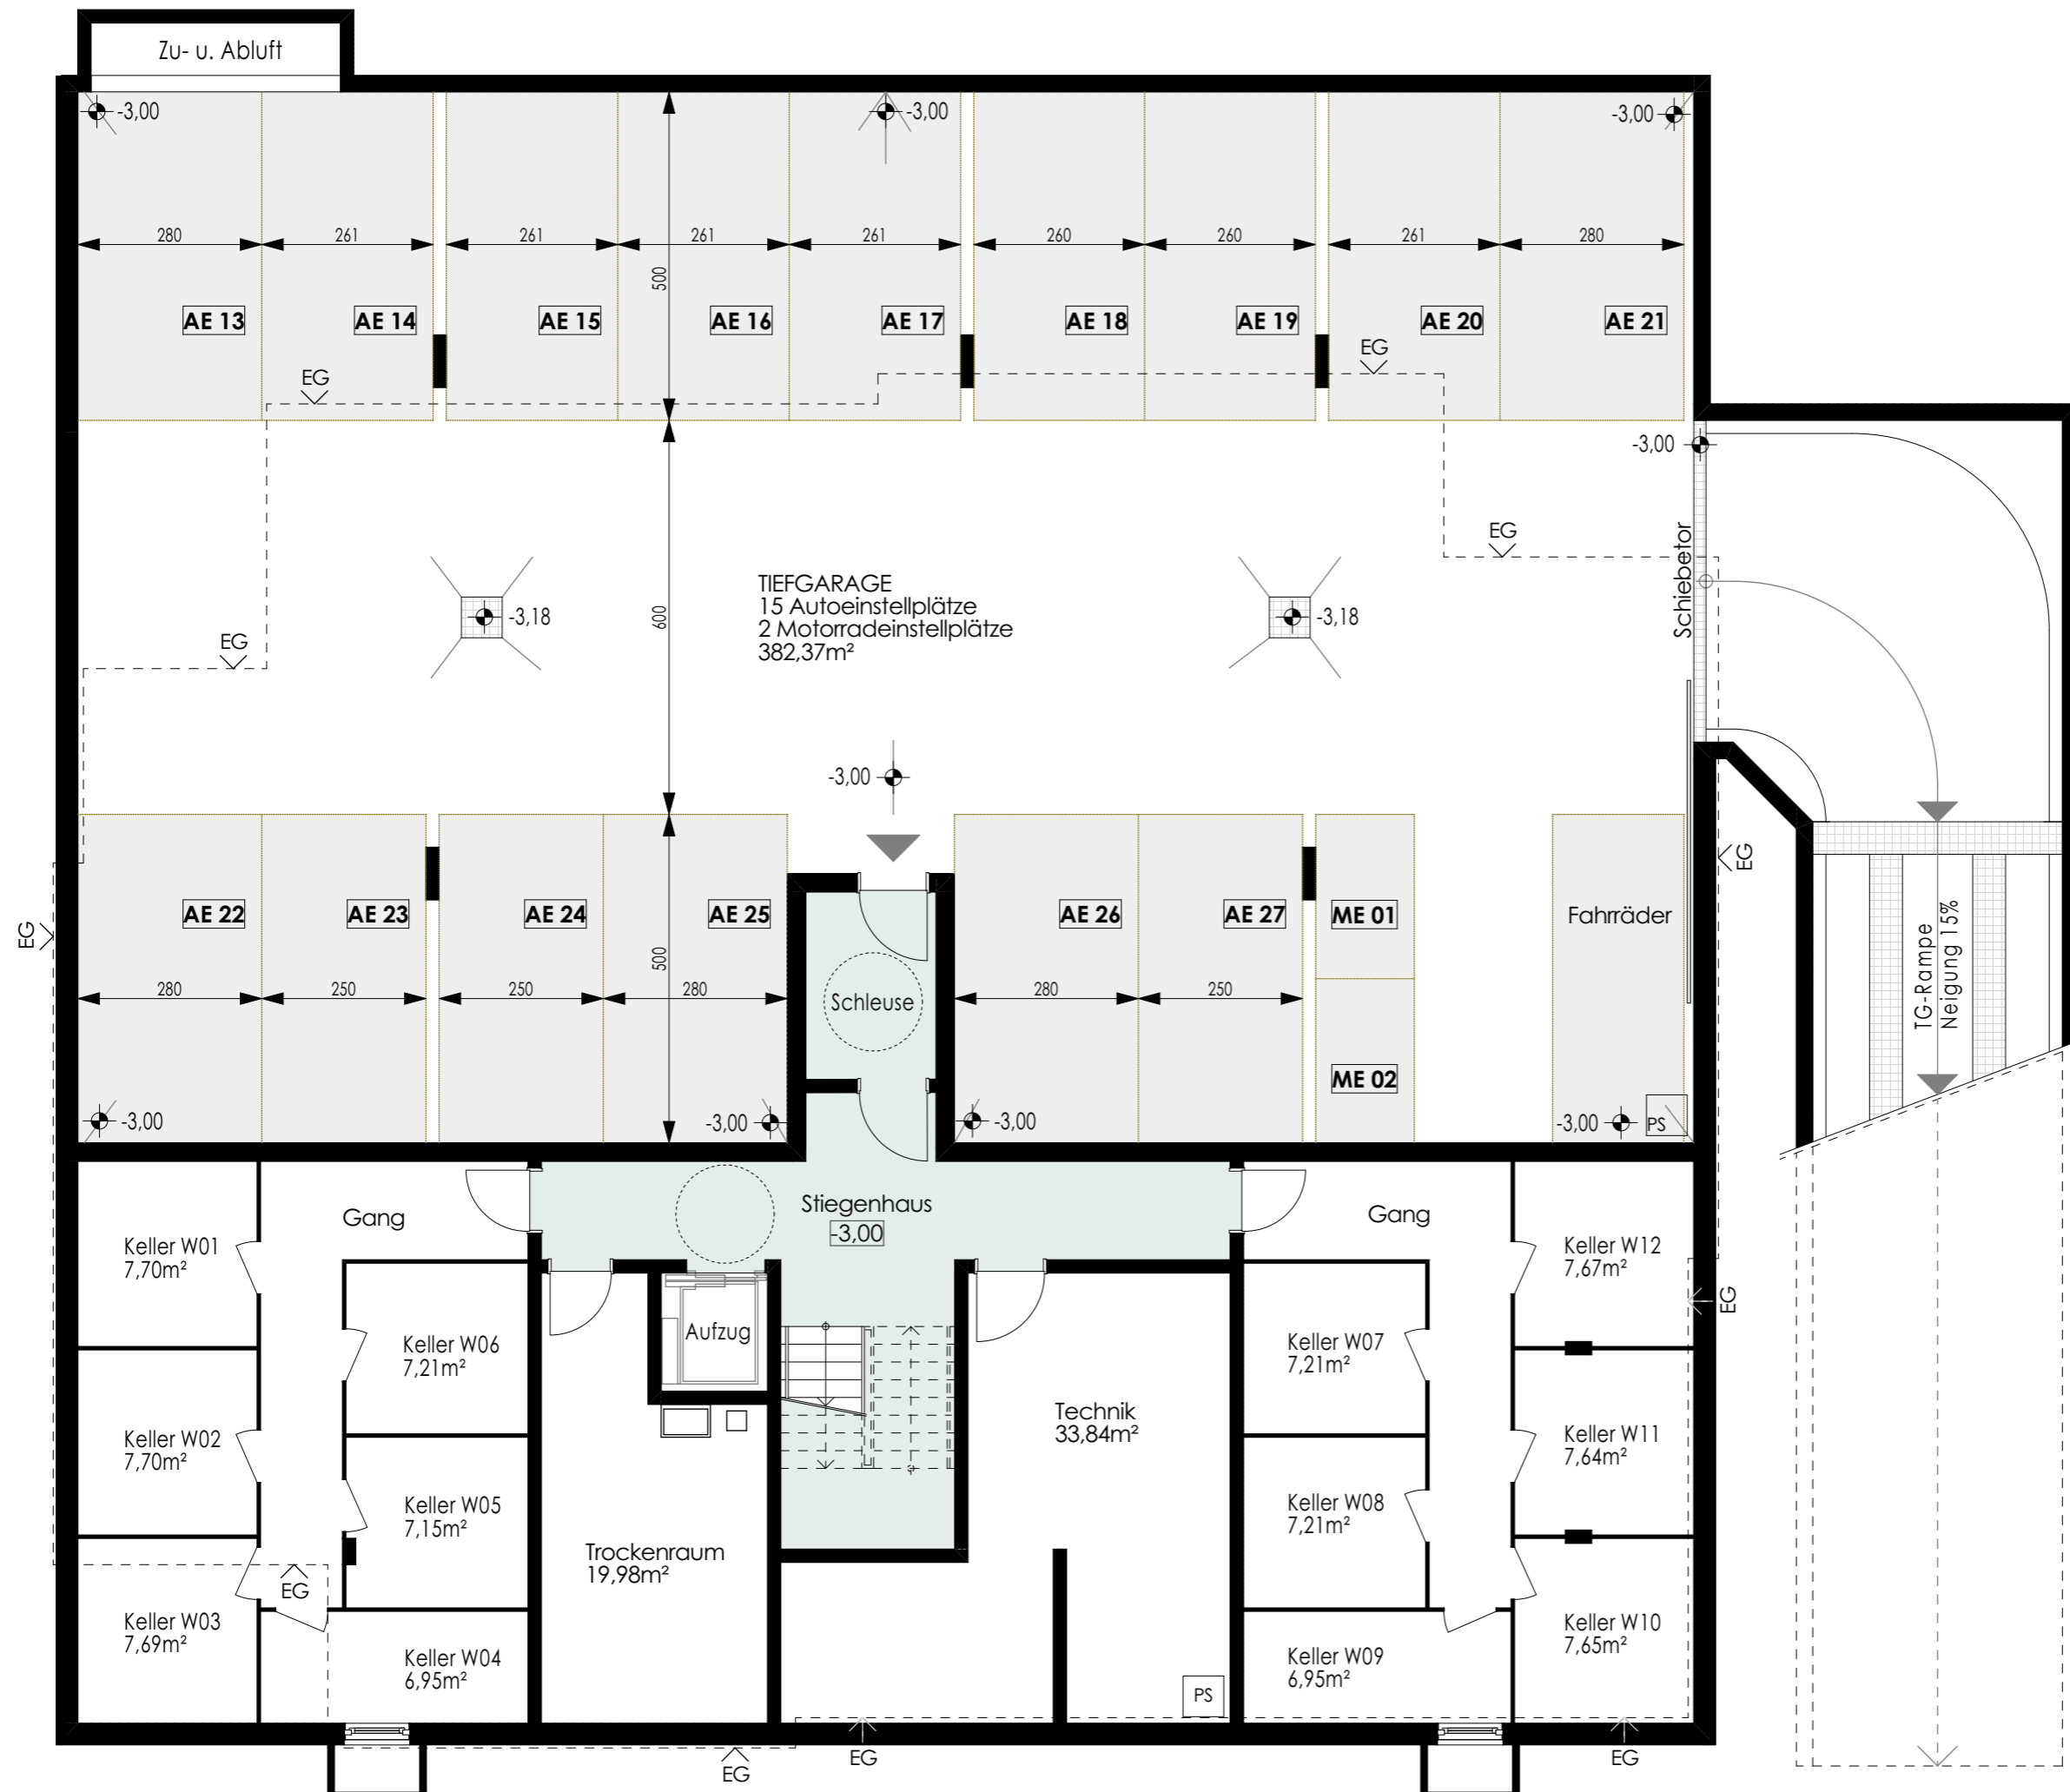 Zu- u. Abluft
-3,00
-3,00
-3,00
280
261
261
261
261
260
260
261
280
500
AE 13
AE 14
AE 15
AE 16
AE 17
AE 18
AE 19
AE 20
AE 21
EG
EG
-3,00
EG
Schiebetor
TIEFGARAGE
15 Autoeinstellplätze
2 Motorradeinstellplätze
382,37m²
-3,18
-3,18
600
EG
-3,00
EG
AE 22
AE 23
AE 24
AE 25
AE 26
AE 27
ME 01
Fahrräder
EG
TG-Rampe
Neigung 15%
500
280
250
250
280
Schleuse
280
250
ME 02
-3,00
-3,00
-3,00
-3,00
PS
Stiegenhaus
-3,00
Gang
Gang
Keller W01
7,70m²
Keller W12
7,67m²
EG
Aufzug
Keller W06
7,21m²
Keller W07
7,21m²
Technik
33,84m²
Keller W02
7,70m²
Keller W11
7,64m²
Keller W05
7,15m²
Keller W08
7,21m²
Trockenraum
19,98m²
EG
Keller W03
7,69m²
Keller W10
7,65m²
Keller W04
6,95m²
Keller W09
6,95m²
PS
EG
EG
EG